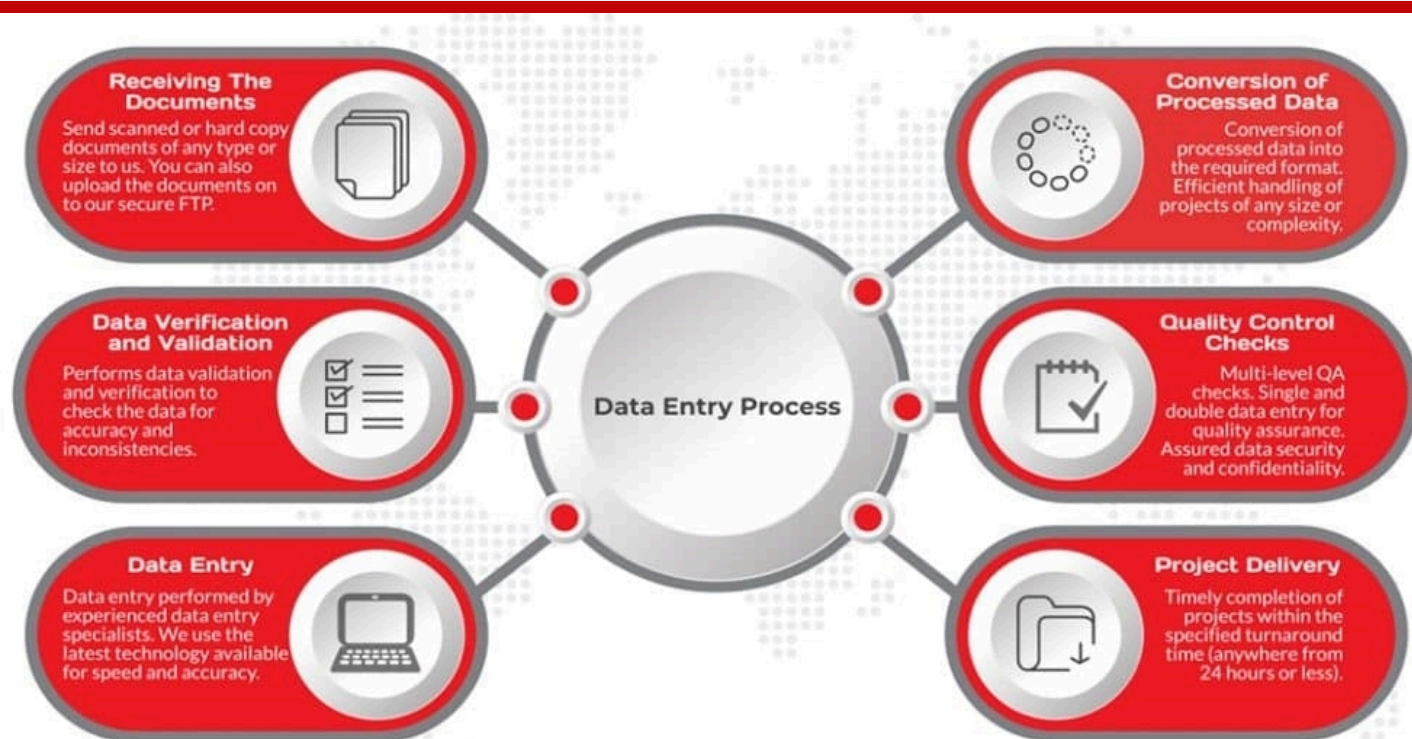 Receiving The
Documents
Send scanned or hard copy
documents of any type or
size to us. You can also
upload the documents on
to our secure FTP.
Data Verification
and Validation
Performs data validation
and verification to
check the data for
accuracy and
inconsistencies.
Data Entry
Data entry performed by
experienced data entry
specialists. We use the
latest technology available
for speed and accuracy.
Data Entry Process
Conversion of
Processed Data
Conversion of
processed data into
the required format.
Efficient handling of
projects of any size or
complexity.
Quality Control
Checks
Multi-level QA
checks. Single and
double data entry for
quality assurance.
Assured data security
and confidentiality.
Project Delivery
Timely completion of
projects within the
specified turnaround
time (anywhere from
24 hours or less).